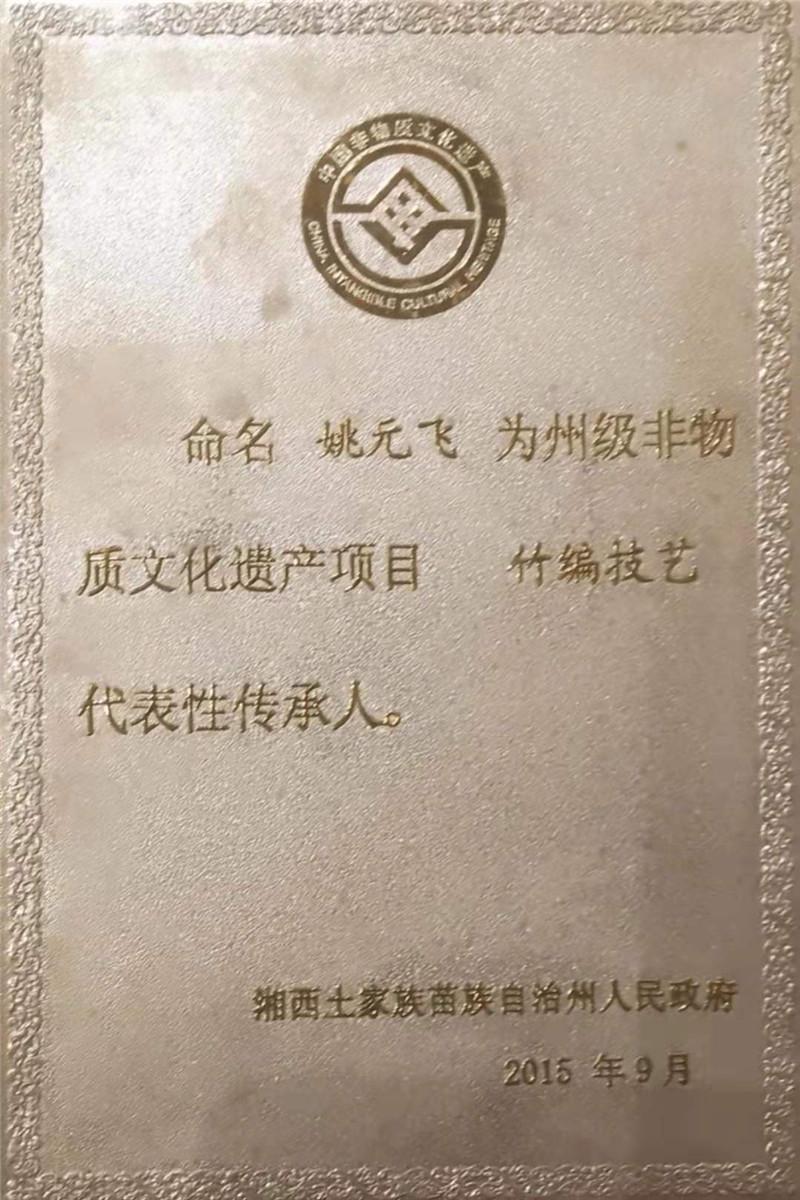 中国非物质文化遗产
CHINA INTANGIBLE CULTURAL HERITAGE
命名 姚元飞 为州级非物
质文化遗产项目 竹编技艺
代表性传承人。
湘西土家族苗族自治州人民政府
2015 年9月